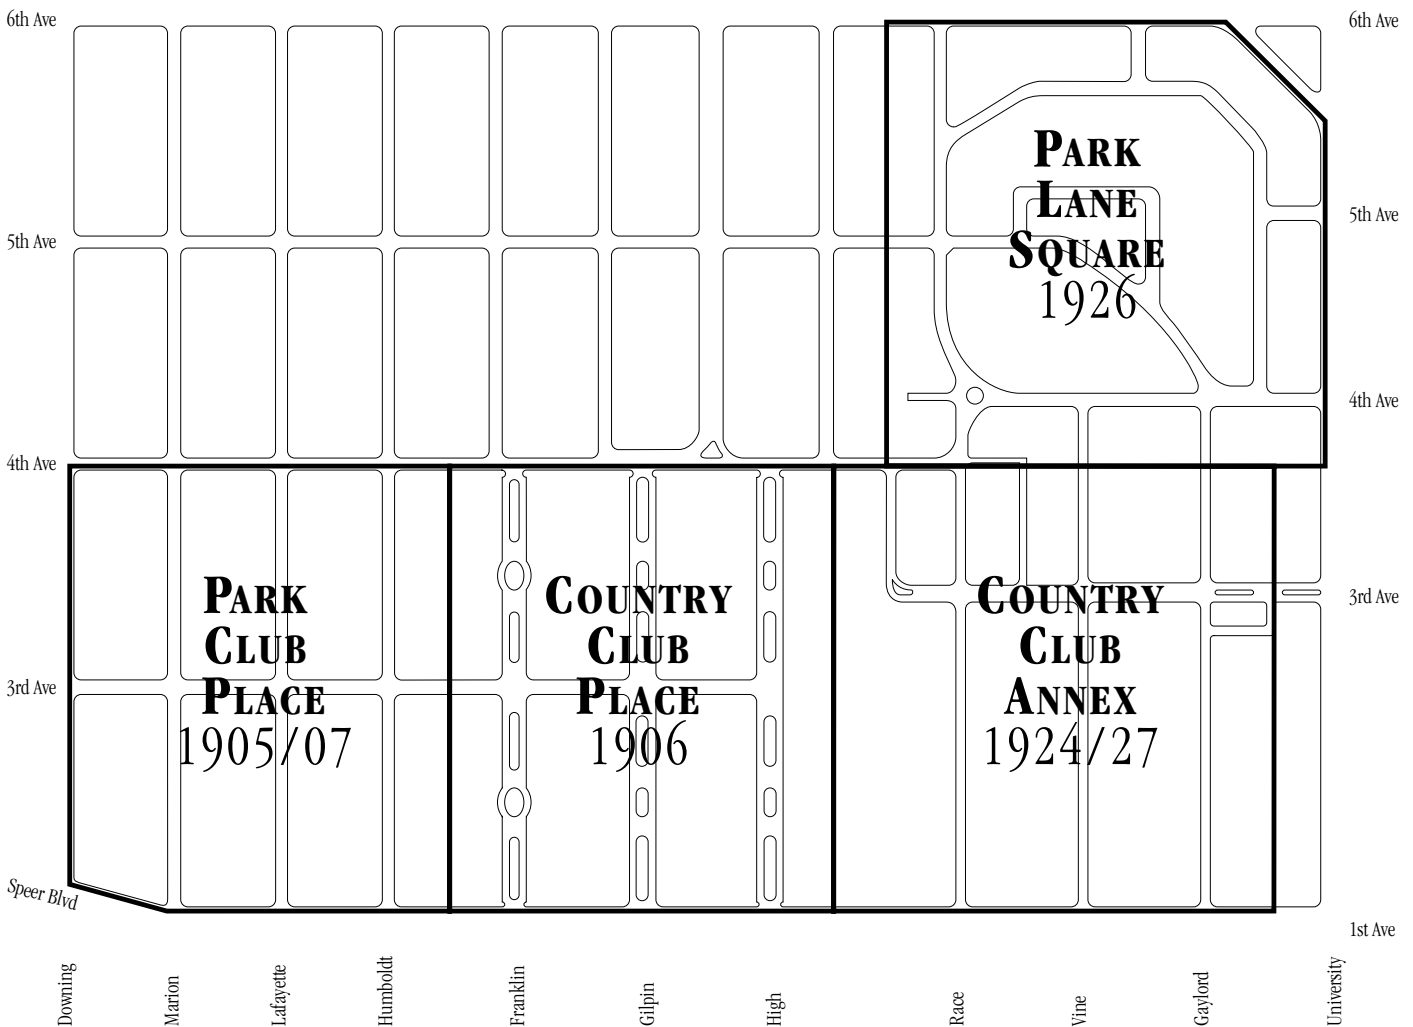 6th Ave
6th Ave
PARK
LANE
SQUARE
1926
5th Ave
5th Ave
4th Ave
4th Ave
PARK
CLUB
PLACE
1905/07
COUNTRY
CLUB
PLACE
1906
COUNTRY
CLUB
ANNEX
1924/27
3rd Ave
3rd Ave
Speer Blvd
1st Ave
Downing
Marion
Lafayette
Humboldt
Franklin
Gilpin
High
Race
Vine
Gaylord
University